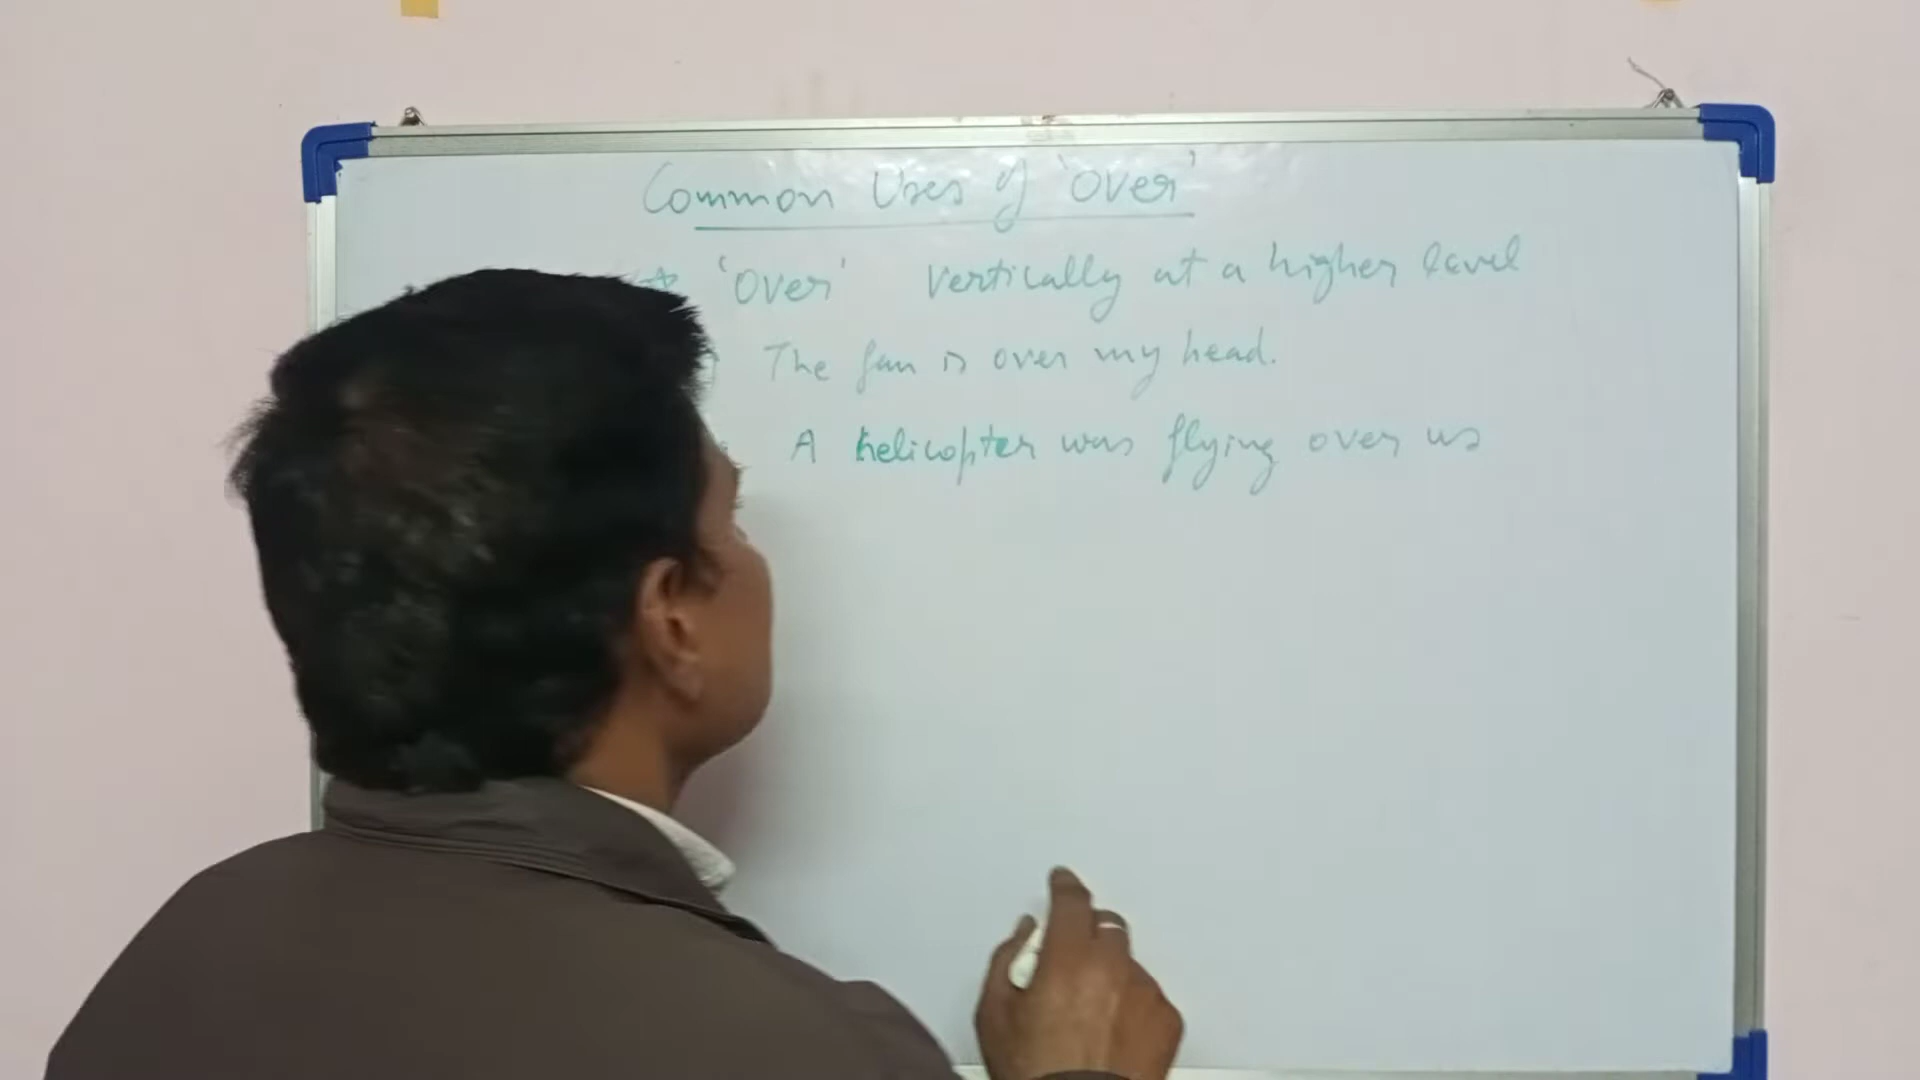 Common Uses of 'Over'
'Over' vertically at a higher level
The fan is over my head.
A helicopter was flying over us